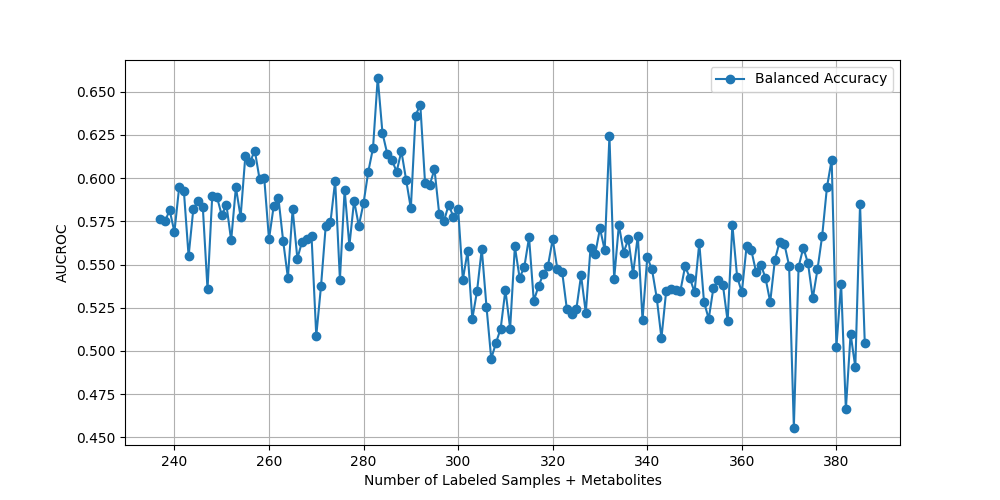 Balanced Accuracy
0.650
0.625
0.600
0.575
0.550
0.525
0.500
0.475
0.450
AUCROC
240 260 280 300 320 340 360 380
Number of Labeled Samples + Metabolites